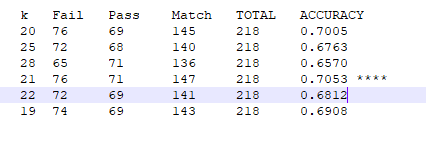 k Fail Pass Match TOTAL ACCURACY
20 76 69 145 218 0.7005
25 72 68 140 218 0.6763
28 65 71 136 218 0.6570
21 76 71 147 218 0.7053 ****
22 72 69 141 218 0.6812
19 74 69 143 218 0.6908